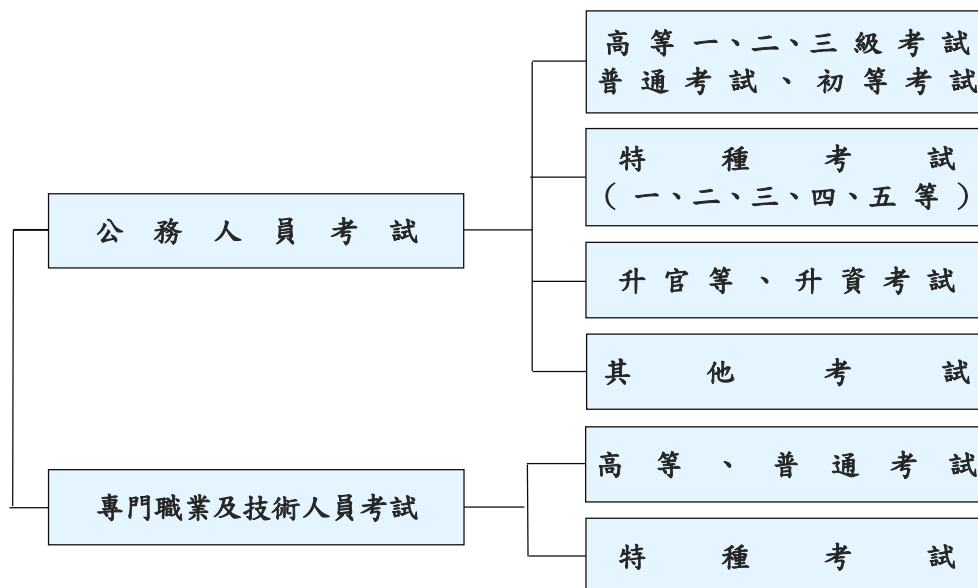 公務人員考試
高等一、二、三級考試
普通考試、初等考試
特種考試
(一、二、三、四、五等)
升官等、升資考試
其他考試
專門職業及技術人員考試
高等、普通考試
特種考試